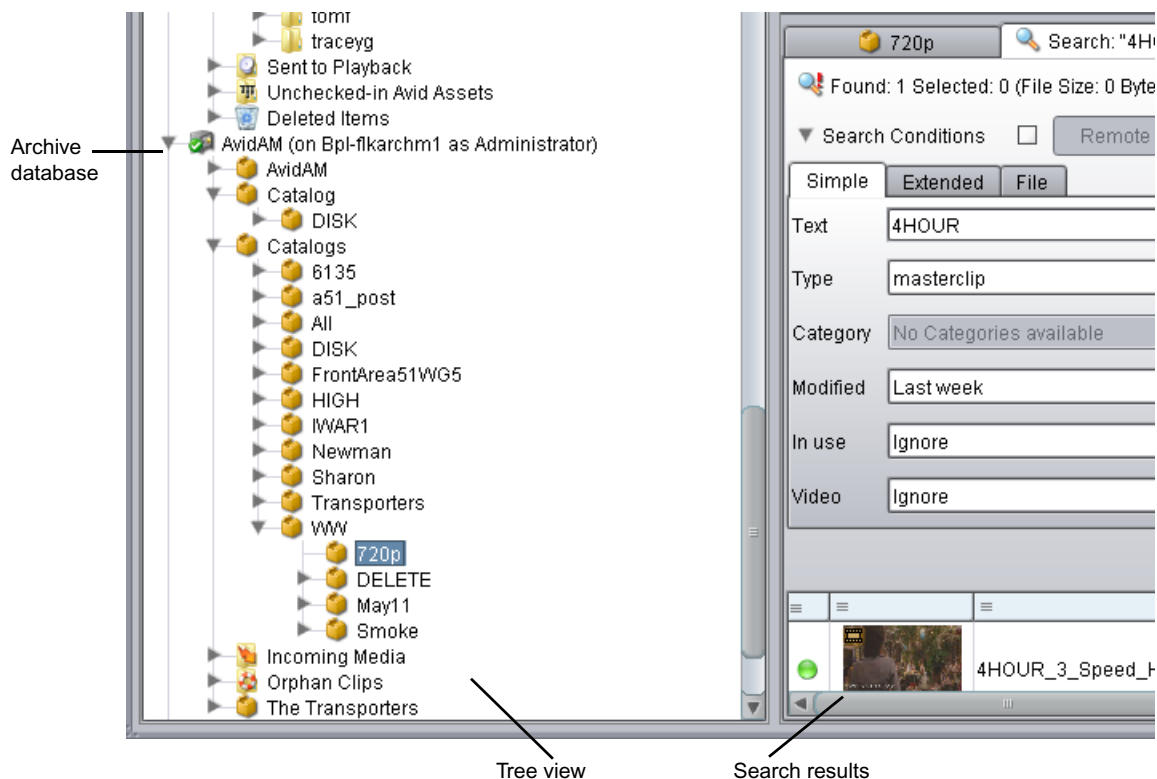 tomf
traceyg
Sent to Playback
Unchecked-in Avid Assets
Deleted Items
Archive database
AvidAM (on Bpl-flkarchm1 as Administrator)
AvidAM
Catalog
DISK
Catalogs
6135
a51_post
All
DISK
FrontArea51WG5
HIGH
IWAR1
Newman
Sharon
Transporters
WW
720p
DELETE
May11
Smoke
Incoming Media
Orphan Clips
The Transporters
720p
Search: "4H
Found: 1 Selected: 0 (File Size: 0 Byte
Search Conditions
Remote
Simple Extended File
Text 4HOUR
Type masterclip
Category No Categories available
Modified Last week
In use Ignore
Video Ignore
4HOUR_3_Speed_H
Tree view
Search results